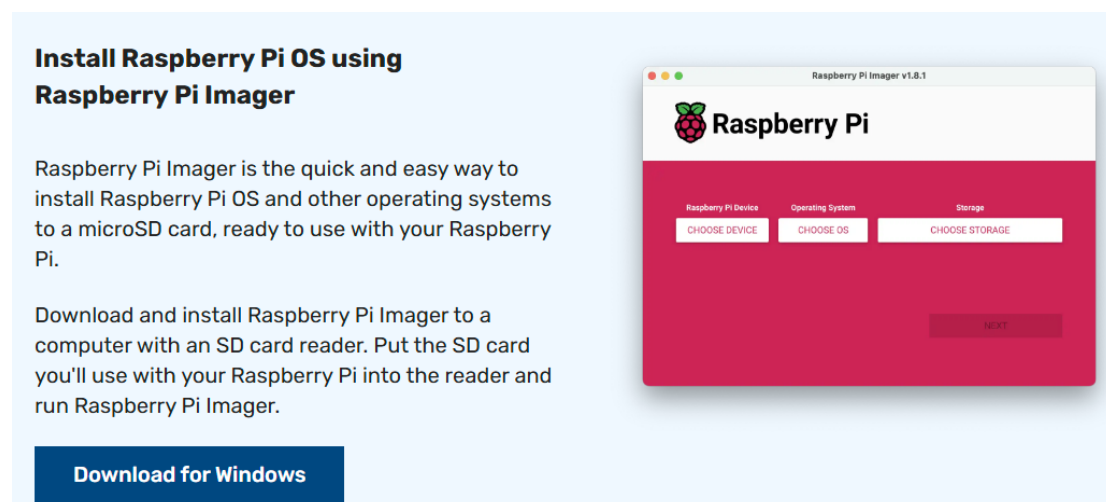 Install Raspberry Pi OS using
Raspberry Pi Imager
Raspberry Pi Imager is the quick and easy way to
install Raspberry Pi OS and other operating systems
to a microSD card, ready to use with your Raspberry
Pi.
Download and install Raspberry Pi Imager to a
computer with an SD card reader. Put the SD card
you'll use with your Raspberry Pi into the reader and
run Raspberry Pi Imager.
Download for Windows
Raspberry Pi Imager v1.8.1
Raspberry Pi
Raspberry Pi Device Operating System Storage
CHOOSE DEVICE CHOOSE OS CHOOSE STORAGE
NEXT